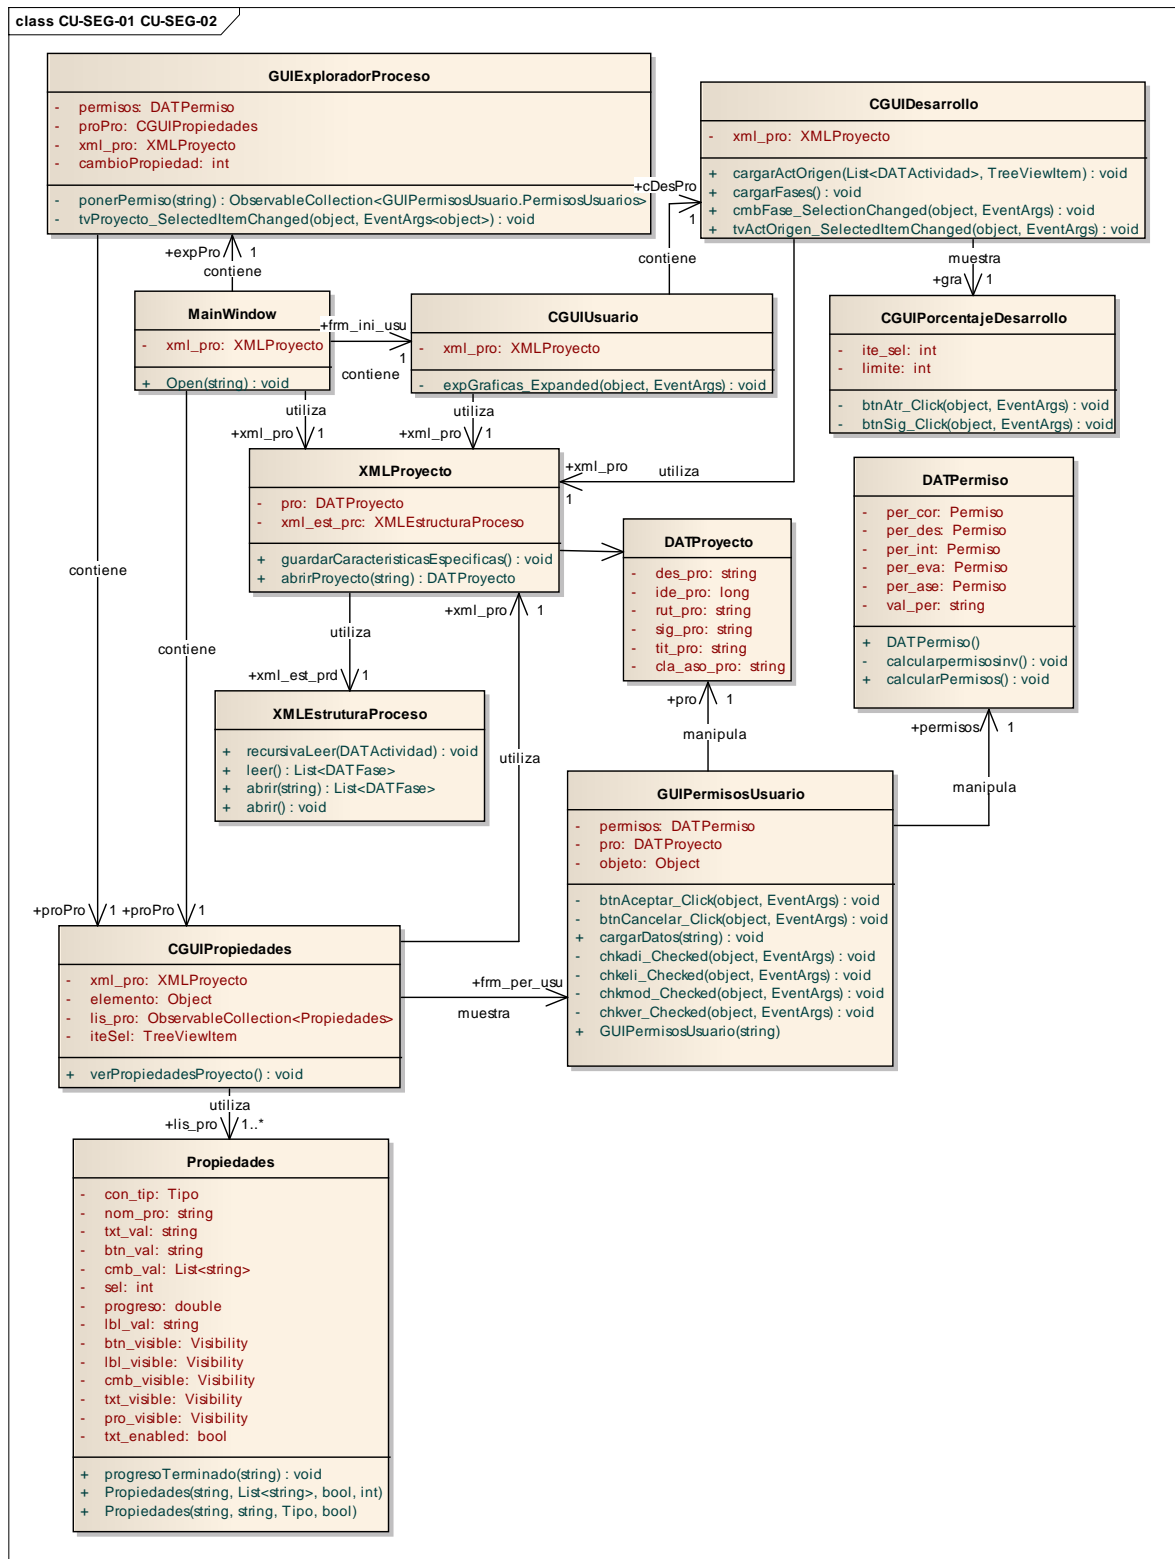 class CU-SEG-01 CU-SEG-02
GUIExploradorProceso
- permisos: DATPermiso
- proPro: CGUIPropiedades
- xml_pro: XMLProyecto
- cambioPropiedad: int
- ponerPermiso(string) : ObservableCollection<GUIPermisosUsuario.PermisosUsuarios>
- tvProyecto_SelectedItemChanged(object, EventArgs<object>) : void
CGUIDesarrollo
- xml_pro: XMLProyecto
+ cargarActOrigen(List<DATActividad>, TreeViewItem) : void
+ cargarFases() : void
+ cmbFase_SelectionChanged(object, EventArgs) : void
+ tvActOrigen_SelectedItemChanged(object, EventArgs) : void
+cDesPro
1
contiene
+expPro
1
contiene
muestra
+gra
1
MainWindow
- xml_pro: XMLProyecto
+ Open(string) : void
+frm_ini_usu
1
contiene
CGUIUsuario
- xml_pro: XMLProyecto
- expGraficas_Expanded(object, EventArgs) : void
CGUIPorcentajeDesarrollo
- ite_sel: int
- limite: int
- btnAtr_Click(object, EventArgs) : void
- btnSig_Click(object, EventArgs) : void
utiliza
+xml_pro
1
utiliza
+xml_pro
1
+xml_pro
1
utiliza
XMLProyecto
- pro: DATProyecto
- xml_est_prc: XMLEstructuraProceso
+ guardarCaracteristicasEspecificas() : void
+ abrirProyecto(string) : DATProyecto
DATProyecto
- des_pro: string
- ide_pro: long
- rut_pro: string
- sig_pro: string
- tit_pro: string
- cla_aso_pro: string
DATPermiso
- per_cor: Permiso
- per_des: Permiso
- per_int: Permiso
- per_eva: Permiso
- per_ase: Permiso
- val_per: string
+ DATPermiso()
- calcularpermisosinv() : void
+ calcularPermisos() : void
contiene
contiene
utiliza
+xml_est_prd
1
+xml_pro
1
utiliza
XMLEstruturaProceso
+ recursivaLeer(DATActividad) : void
+ leer() : List<DATFase>
+ abrir(string) : List<DATFase>
+ abrir() : void
+pro
1
manipula
+permisos
1
manipula
GUIPermisosUsuario
- permisos: DATPermiso
- pro: DATProyecto
- objeto: Object
- btnAceptar_Click(object, EventArgs) : void
- btnCancelar_Click(object, EventArgs) : void
+ cargarDatos(string) : void
- chkadi_Checked(object, EventArgs) : void
- chkeli_Checked(object, EventArgs) : void
- chkmod_Checked(object, EventArgs) : void
- chkver_Checked(object, EventArgs) : void
+ GUIPermisosUsuario(string)
+proPro
1
+proPro
1
CGUIPropiedades
- xml_pro: XMLProyecto
- elemento: Object
- lis_pro: ObservableCollection<Propiedades>
- iteSel: TreeViewItem
+ verPropiedadesProyecto() : void
+frm_per_usu
muestra
1
utiliza
+lis_pro
1..*
Propiedades
- con_tip: Tipo
- nom_pro: string
- txt_val: string
- btn_val: string
- cmb_val: List<string>
- sel: int
- progreso: double
- lbl_val: string
- btn_visible: Visibility
- lbl_visible: Visibility
- cmb_visible: Visibility
- txt_visible: Visibility
- pro_visible: Visibility
- txt_enabled: bool
+ progresoTerminado(string) : void
+ Propiedades(string, List<string>, bool, int)
+ Propiedades(string, string, Tipo, bool)